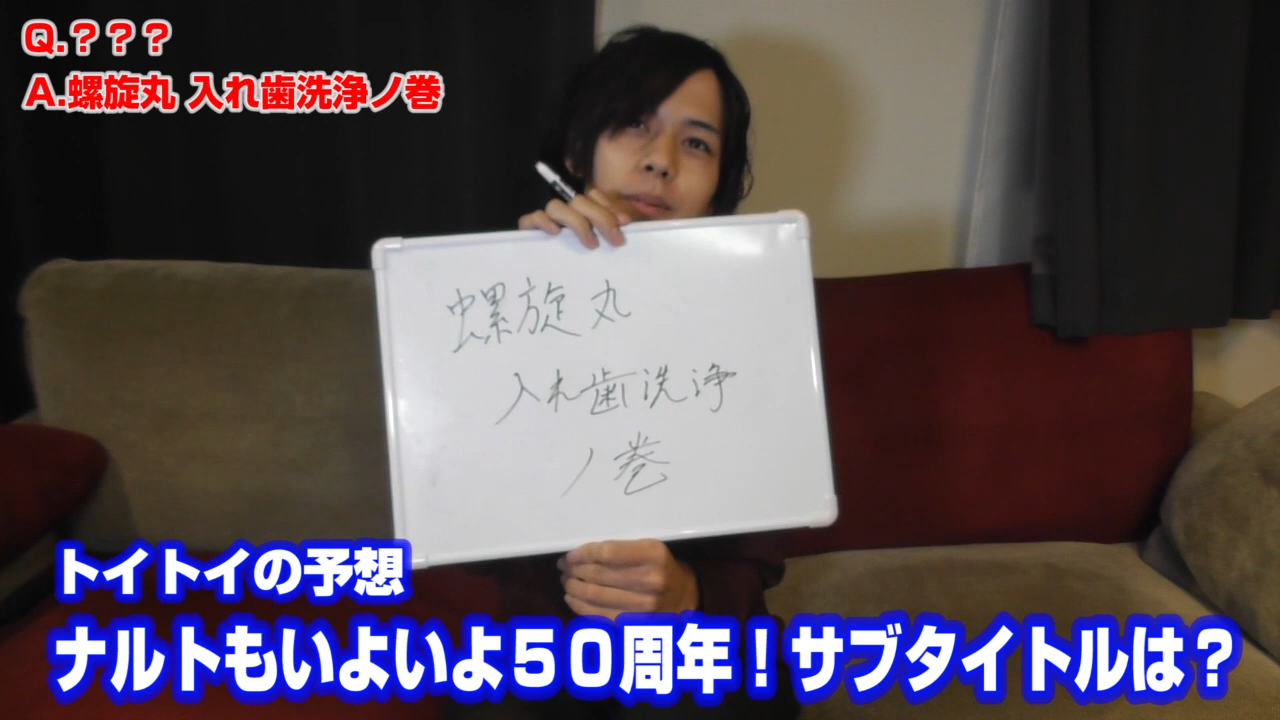 Q.？？？
A.螺旋丸 入れ歯洗浄ノ巻
螺旋丸
入れ歯洗浄
ノ巻
トイトイの予想
ナルトもいよいよ５０周年！サブタイトルは？